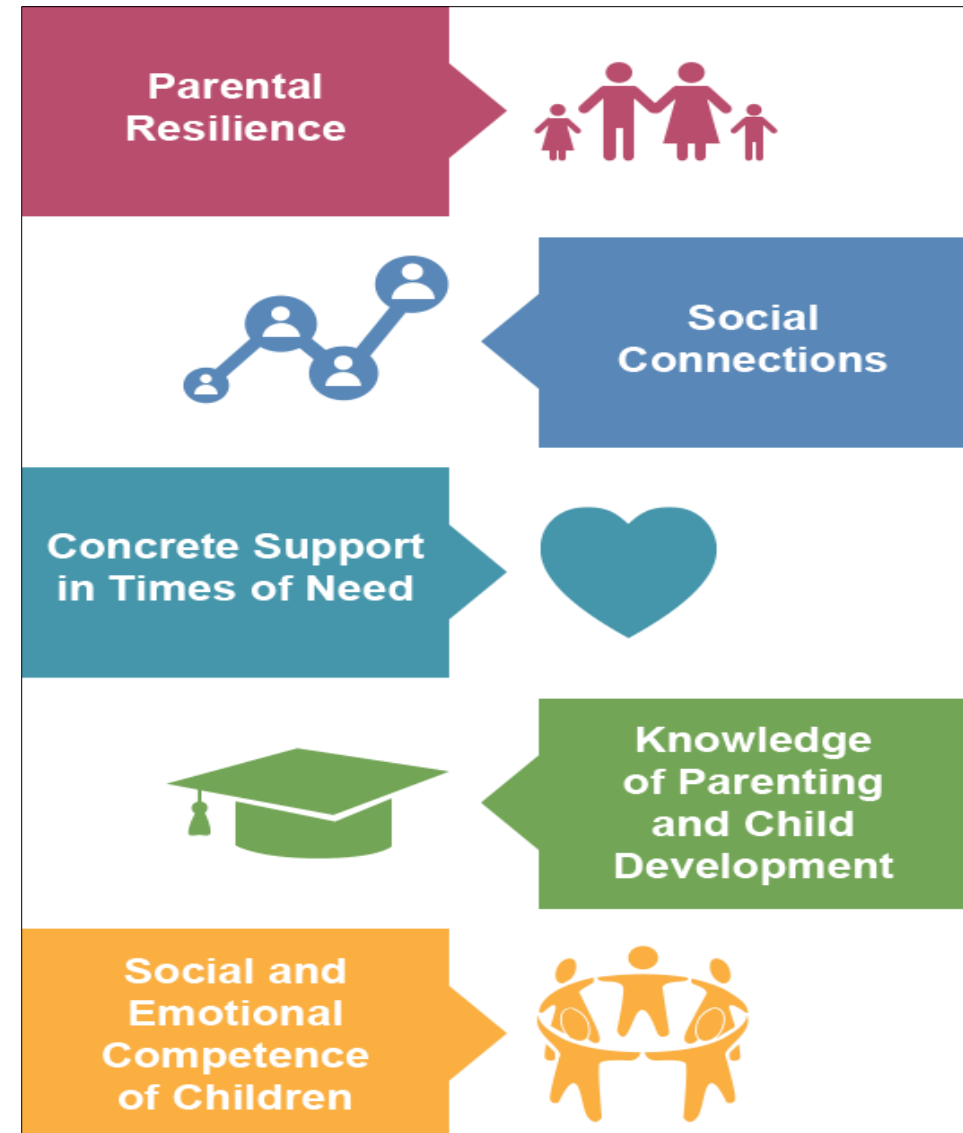 Parental
Resilience
Social
Connections
Concrete Support
in Times of Need
Knowledge
of Parenting
and Child
Development
Social and
Emotional
Competence
of Children